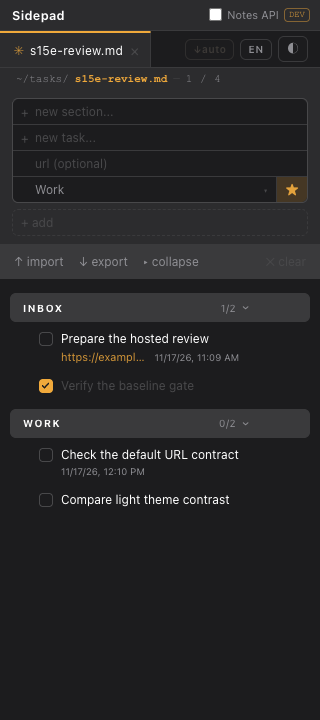 Sidepad
Notes API DEV
s15e-review.md ×
↓auto EN
~/tasks/ s15e-review.md — 1 / 4
+ new section...
+ new task...
url (optional)
Work
+ add
↑ import ↓ export ▸ collapse × clear
INBOX 1/2
Prepare the hosted review
https://exampl... 11/17/26, 11:09 AM
Verify the baseline gate
WORK 0/2
Check the default URL contract
11/17/26, 12:10 PM
Compare light theme contrast